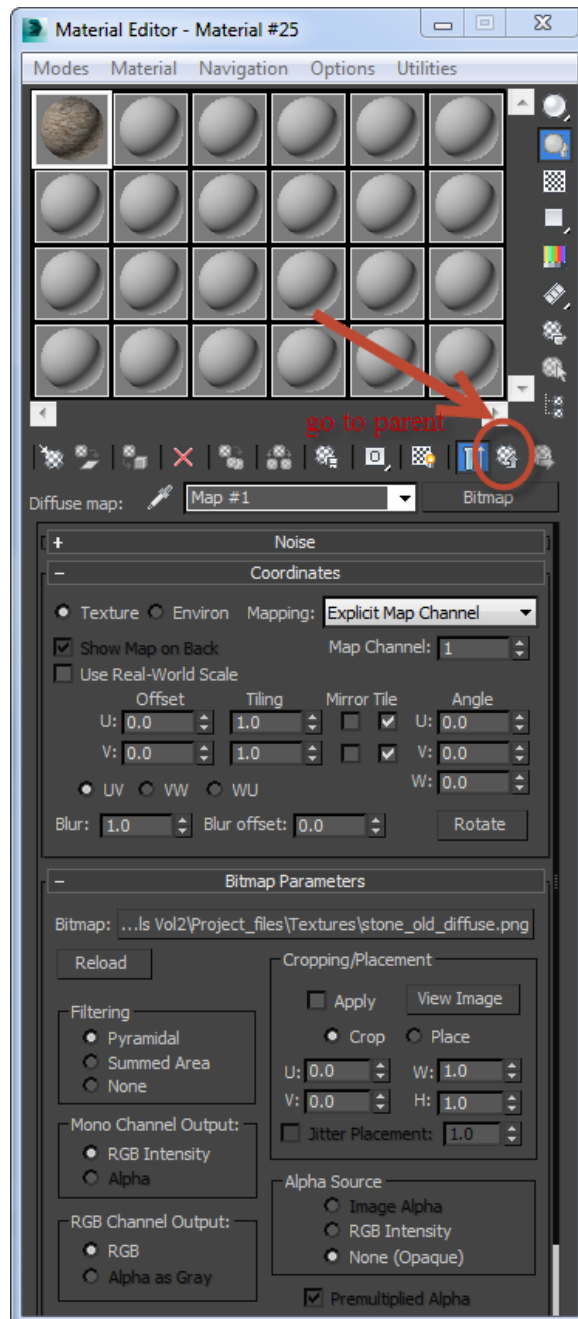 Material Editor - Material #25
Modes Material Navigation Options Utilities
go to parent
Diffuse map: Map #1 Bitmap
+ Noise
- Coordinates
Texture Environ Mapping: Explicit Map Channel
Show Map on Back Map Channel: 1
Use Real-World Scale
Offset Tiling Mirror Tile Angle
U: 0.0 1.0 U: 0.0
V: 0.0 1.0 V: 0.0
UV VW WU W: 0.0
Blur: 1.0 Blur offset: 0.0 Rotate
- Bitmap Parameters
Bitmap: ...ls Vol2\Project_files\Textures\stone_old_diffuse.png
Reload
Cropping/Placement
Apply View Image
Crop Place
U: 0.0 W: 1.0
V: 0.0 H: 1.0
Jitter Placement: 1.0
Filtering
Pyramidal
Summed Area
None
Mono Channel Output:
RGB Intensity
Alpha
RGB Channel Output:
RGB
Alpha as Gray
Alpha Source
Image Alpha
RGB Intensity
None (Opaque)
Premultiplied Alpha